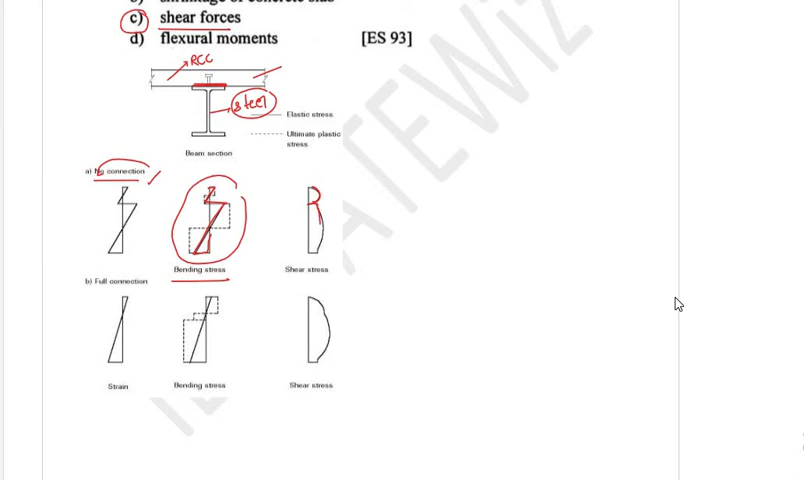 c) shear forces
d) flexural moments [ES 93]
RCC
steel
Elastic stress
Ultimate plastic
stress
Beam section
a) No connection
Bending stress Shear stress
b) Full connection
Strain Bending stress Shear stress